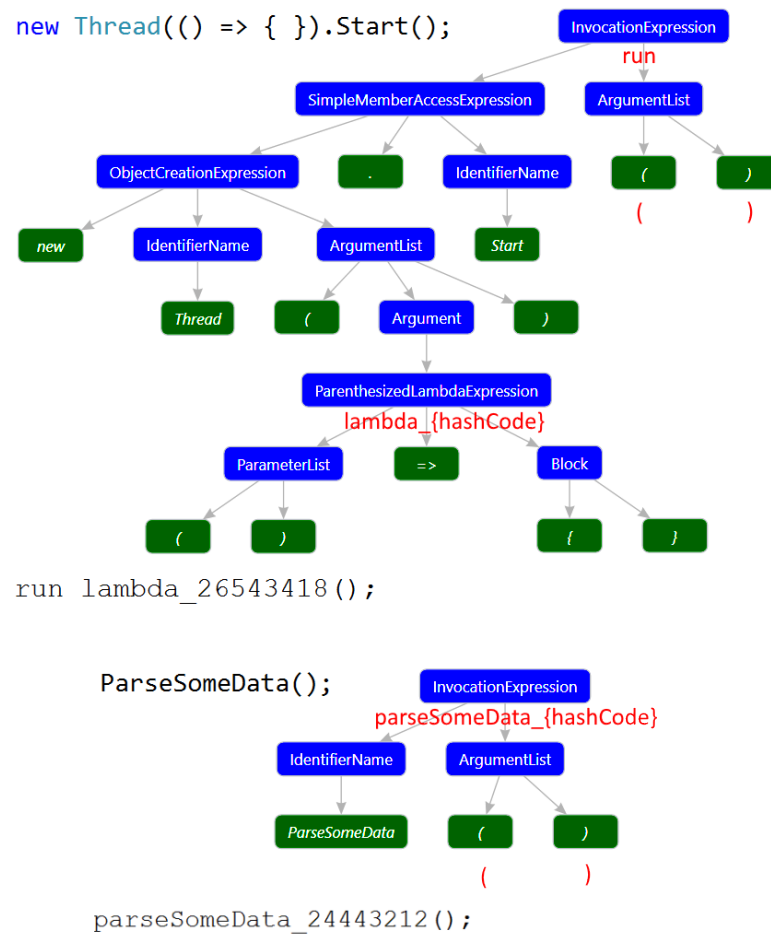 new Thread(() => { }).Start();
InvocationExpression
run
SimpleMemberAccessExpression
ArgumentList
ObjectCreationExpression
.
IdentifierName
(
)
(
)
new
IdentifierName
ArgumentList
Start
Thread
(
Argument
)
ParenthesizedLambdaExpression
lambda_{hashCode}
ParameterList
=>
Block
(
)
{
}
run lambda_26543418();
ParseSomeData();
InvocationExpression
parseSomeData_{hashCode}
IdentifierName
ArgumentList
ParseSomeData
(
)
(
)
parseSomeData_24443212();